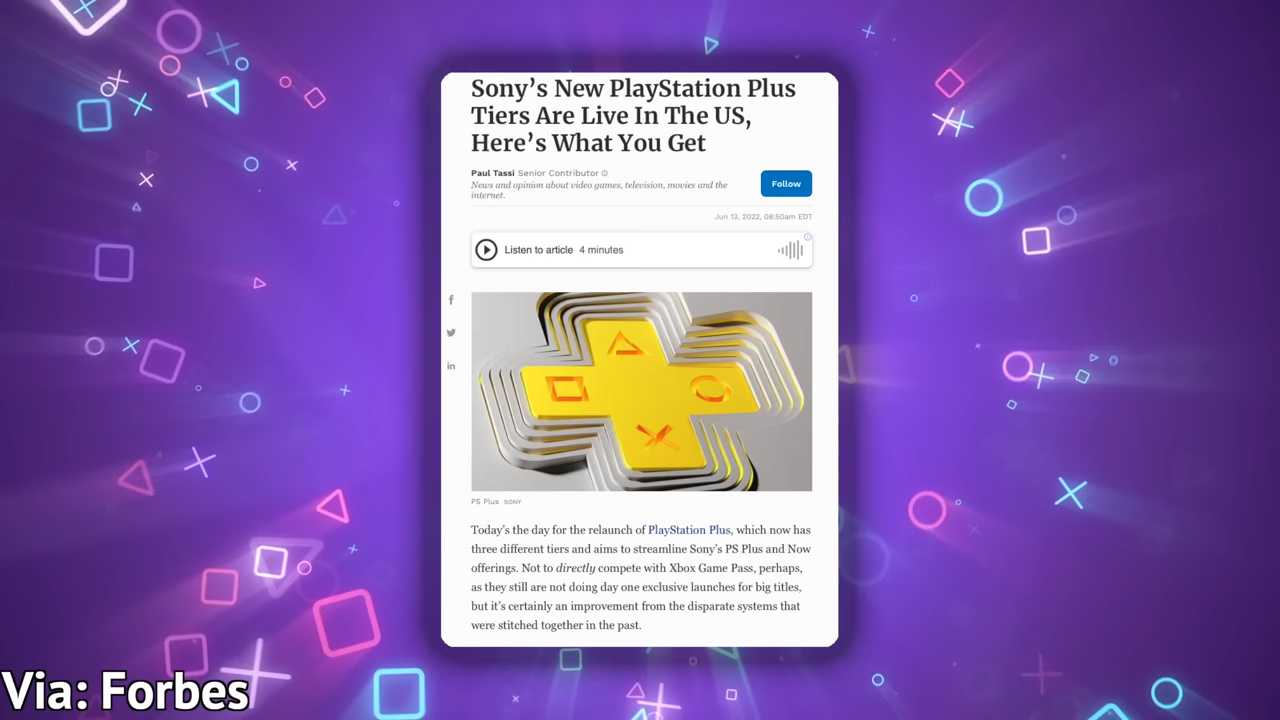 Sony’s New PlayStation Plus
Tiers Are Live In The US,
Here’s What You Get
Paul Tassi Senior Contributor
News and opinion about video games, television, movies and the
internet.
Follow
Jun 13, 2022, 08:50am EDT
Listen to article 4 minutes
PS Plus SONY
Today’s the day for the relaunch of PlayStation Plus, which now has
three different tiers and aims to streamline Sony’s PS Plus and Now
offerings. Not to directly compete with Xbox Game Pass, perhaps,
as they still are not doing day one exclusive launches for big titles,
but it’s certainly an improvement from the disparate systems that
were stitched together in the past.
Via: Forbes